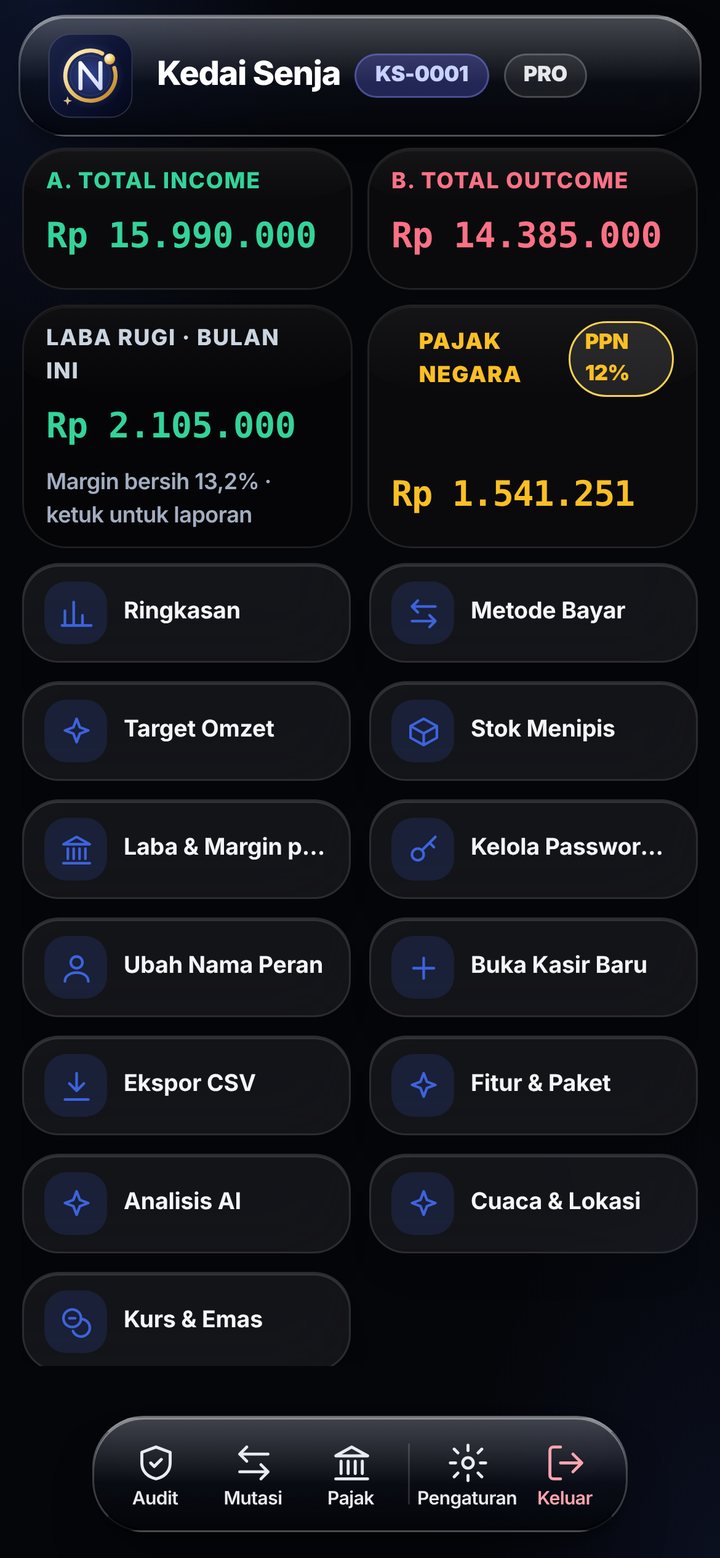 N
Kedai Senja KS-0001 PRO
A. TOTAL INCOME
Rp 15.990.000
B. TOTAL OUTCOME
Rp 14.385.000
LABA RUGI · BULAN
INI
Rp 2.105.000
Margin bersih 13,2% ·
ketuk untuk laporan
PAJAK
NEGARA
PPN
12%
Rp 1.541.251
Ringkasan
Metode Bayar
Target Omzet
Stok Menipis
Laba & Margin p...
Kelola Passwor...
Ubah Nama Peran
Buka Kasir Baru
Ekspor CSV
Fitur & Paket
Analisis AI
Cuaca & Lokasi
Kurs & Emas
Audit
Mutasi
Pajak
Pengaturan
Keluar